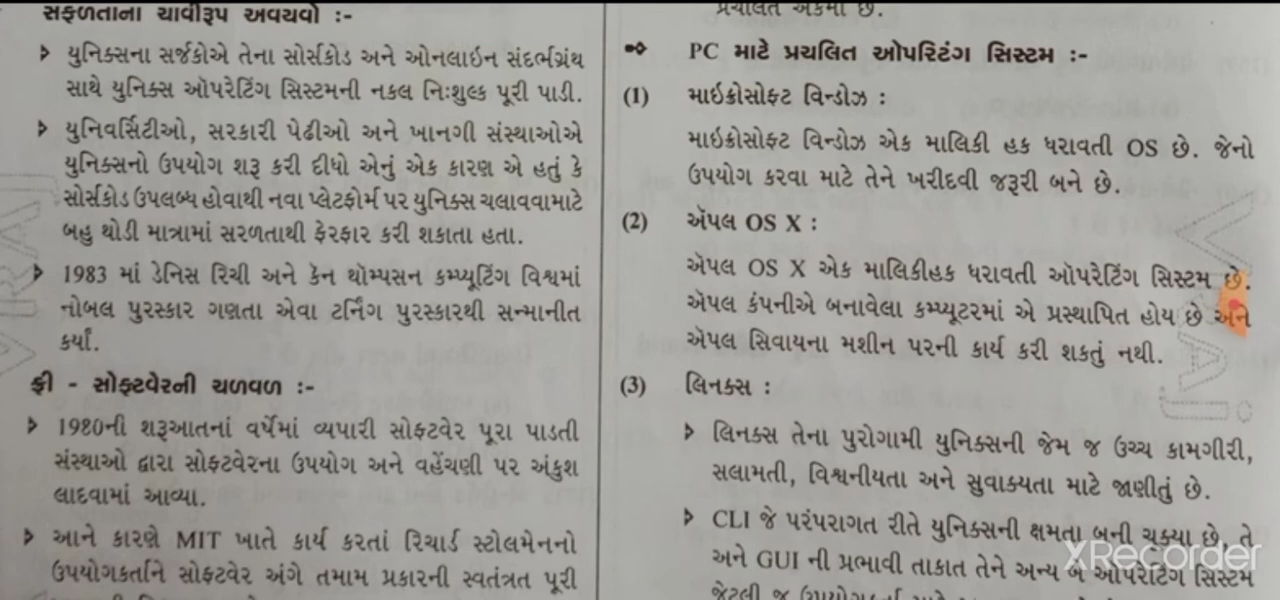 સફળતાના ચાવીરૂપ અવયવો :-
યુનિક્સના સર્જકોએ તેના સોર્સકોડ અને ઓનલાઇન સંદર્ભગ્રંથ
સાથે યુનિક્સ ઑપરેટિંગ સિસ્ટમની નકલ નિઃશુલ્ક પૂરી પાડી.
યુનિવર્સિટીઓ, સરકારી પેઢીઓ અને ખાનગી સંસ્થાઓએ
યુનિક્સનો ઉપયોગ શરૂ કરી દીધો એનું એક કારણ એ હતું કે
સોર્સકોડ ઉપલબ્ધ હોવાથી નવા પ્લેટફોર્મ પર યુનિક્સ ચલાવવામાટે
બહુ થોડી માત્રામાં સરળતાથી ફેરફાર કરી શકાતા હતા.
1983 માં ડેનિસ રિચી અને કેન થૉમ્પસન કમ્પ્યૂટિંગ વિશ્વમાં
નોબલ પુરસ્કાર ગણતા એવા ટર્નિંગ પુરસ્કારથી સન્માનીત
કર્યાં.
ફ્રી - સોફ્ટવેરની ચળવળ :-
1980ની શરૂઆતનાં વર્ષેમાં વ્યપારી સોફ્ટવેર પૂરા પાડતી
સંસ્થાઓ દ્વારા સોફ્ટવેરના ઉપયોગ અને વહેંચણી પર અંકુશ
લાદવામાં આવ્યા.
આને કારણે MIT ખાતે કાર્ય કરતાં રિચાર્ડ સ્ટોલમેનનો
ઉપયોગકર્તાને સોફ્ટવેર અંગે તમામ પ્રકારની સ્વતંત્રત પૂરી
પ્રચલિત એકમો છે.
PC માટે પ્રચલિત ઓપરિટંગ સિસ્ટમ :-
(1) માઇક્રોસોફ્ટ વિન્ડોઝ :
માઇક્રોસોફ્ટ વિન્ડોઝ એક માલિકી હક ધરાવતી OS છે. જેનો
ઉપયોગ કરવા માટે તેને ખરીદવી જરૂરી બને છે.
(2) ઍપલ OS X :
ઍપલ OS X એક માલિકીહક ધરાવતી ઑપરેટિંગ સિસ્ટમ છે.
ઍપલ કંપનીએ બનાવેલા કમ્પ્યૂટરમાં એ પ્રસ્થાપિત હોય છે અને
ઍપલ સિવાયના મશીન પરની કાર્ય કરી શકતું નથી.
(3) લિનક્સ :
લિનક્સ તેના પુરોગામી યુનિક્સની જેમ જ ઉચ્ચ કામગીરી,
સલામતી, વિશ્વનીયતા અને સુવાક્યતા માટે જાણીતું છે.
CLI જે પરંપરાગત રીતે યુનિક્સની ક્ષમતા બની ચૂક્યા છે, તે
અને GUI ની પ્રભાવી તાકાત તેને અન્ય બે ઓપરેટિંગ સિસ્ટમ
XRecorder